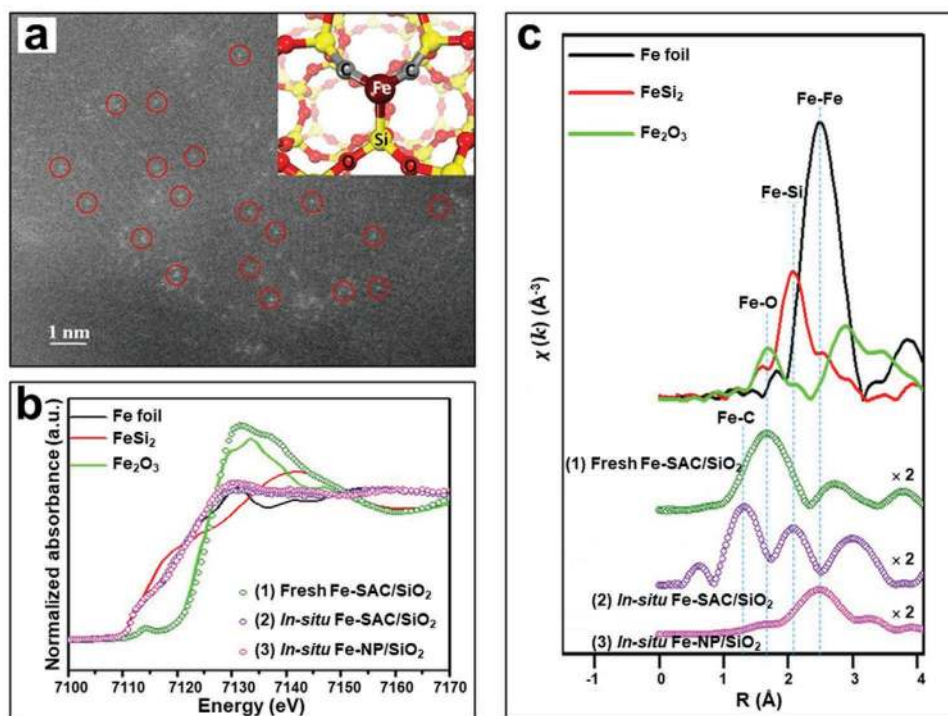 a
C
C
Fe
Si
O
O
1 nm
b
Normalized absorbance (a.u.)
Fe foil
FeSi₂
Fe₂O₃
(1) Fresh Fe-SAC/SiO₂
(2) In-situ Fe-SAC/SiO₂
(3) In-situ Fe-NP/SiO₂
7100 7110 7120 7130 7140 7150 7160 7170
Energy (eV)
c
χ (k) (Å⁻³)
Fe foil
FeSi₂
Fe₂O₃
Fe-Fe
Fe-Si
Fe-O
Fe-C
(1) Fresh Fe-SAC/SiO₂
× 2
× 2
(2) In-situ Fe-SAC/SiO₂
× 2
(3) In-situ Fe-NP/SiO₂
-1 0 1 2 3 4
R (Å)